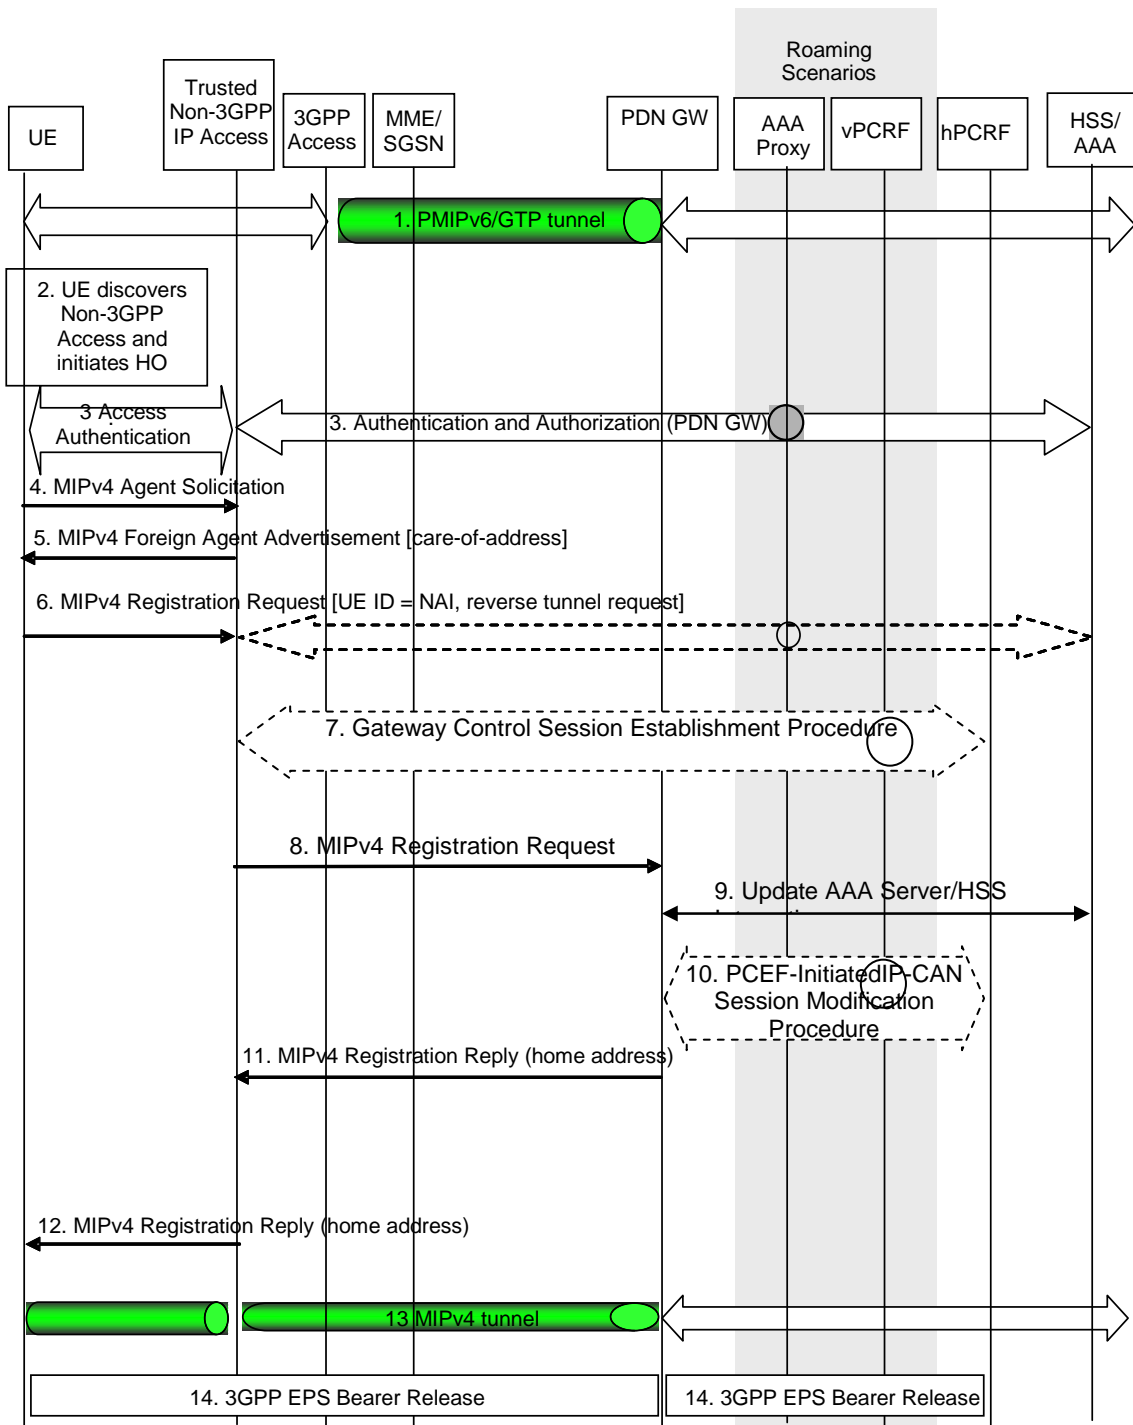 Roaming
Scenarios
UE
Trusted
Non-3GPP
IP Access
3GPP
Access
MME/
SGSN
PDN GW
AAA
Proxy
vPCRF
hPCRF
HSS/
AAA
1. PMIPv6/GTP tunnel
2. UE discovers
Non-3GPP
Access and
initiates HO
3 Access
Authentication
3. Authentication and Authorization (PDN GW)
4. MIPv4 Agent Solicitation
5. MIPv4 Foreign Agent Advertisement [care-of-address]
6. MIPv4 Registration Request [UE ID = NAI, reverse tunnel request]
7. Gateway Control Session Establishment Procedure
8. MIPv4 Registration Request
9. Update AAA Server/HSS
10. PCEF-InitiatedIP-CAN
Session Modification
Procedure
11. MIPv4 Registration Reply (home address)
12. MIPv4 Registration Reply (home address)
13 MIPv4 tunnel
14. 3GPP EPS Bearer Release
14. 3GPP EPS Bearer Release